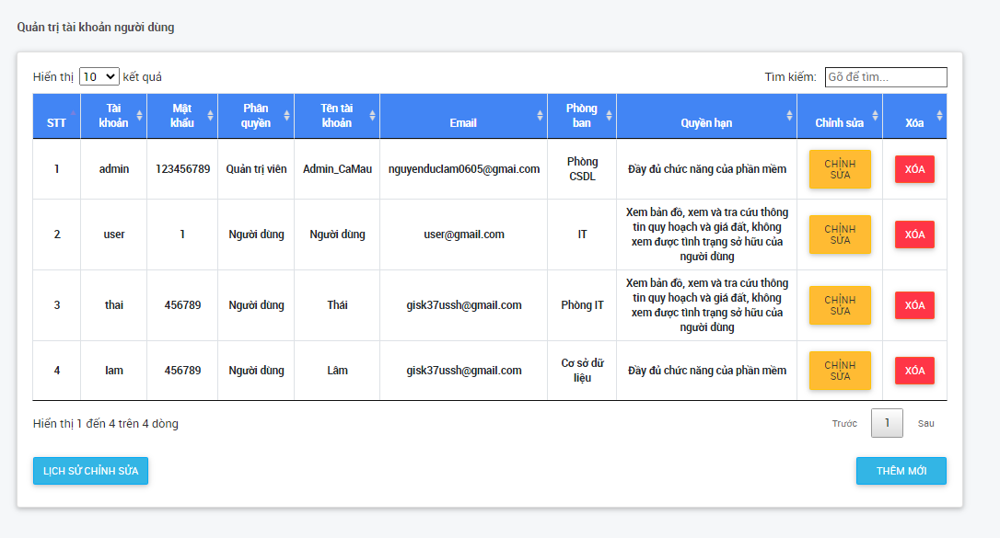 Quản trị tài khoản người dùng
Hiển thị 10 kết quả
Tìm kiếm: Gõ để tìm...
STT Tài khoản Mật khẩu Phân quyền Tên tài khoản Email Phòng ban Quyền hạn Chỉnh sửa Xóa
1 admin 123456789 Quản trị viên Admin_CaMau nguyenduclam0605@gmai.com Phòng CSDL Đầy đủ chức năng của phần mềm CHỈNH SỬA XÓA
2 user 1 Người dùng Người dùng user@gmail.com IT Xem bản đồ, xem và tra cứu thông tin quy hoạch và giá đất, không xem được tình trạng sở hữu của người dùng CHỈNH SỬA XÓA
3 thai 456789 Người dùng Thái gisk37ussh@gmail.com Phòng IT Xem bản đồ, xem và tra cứu thông tin quy hoạch và giá đất, không xem được tình trạng sở hữu của người dùng CHỈNH SỬA XÓA
4 lam 456789 Người dùng Lâm gisk37ussh@gmail.com Cơ sở dữ liệu Đầy đủ chức năng của phần mềm CHỈNH SỬA XÓA
Hiển thị 1 đến 4 trên 4 dòng
Trước 1 Sau
LỊCH SỬ CHỈNH SỬA
THÊM MỚI